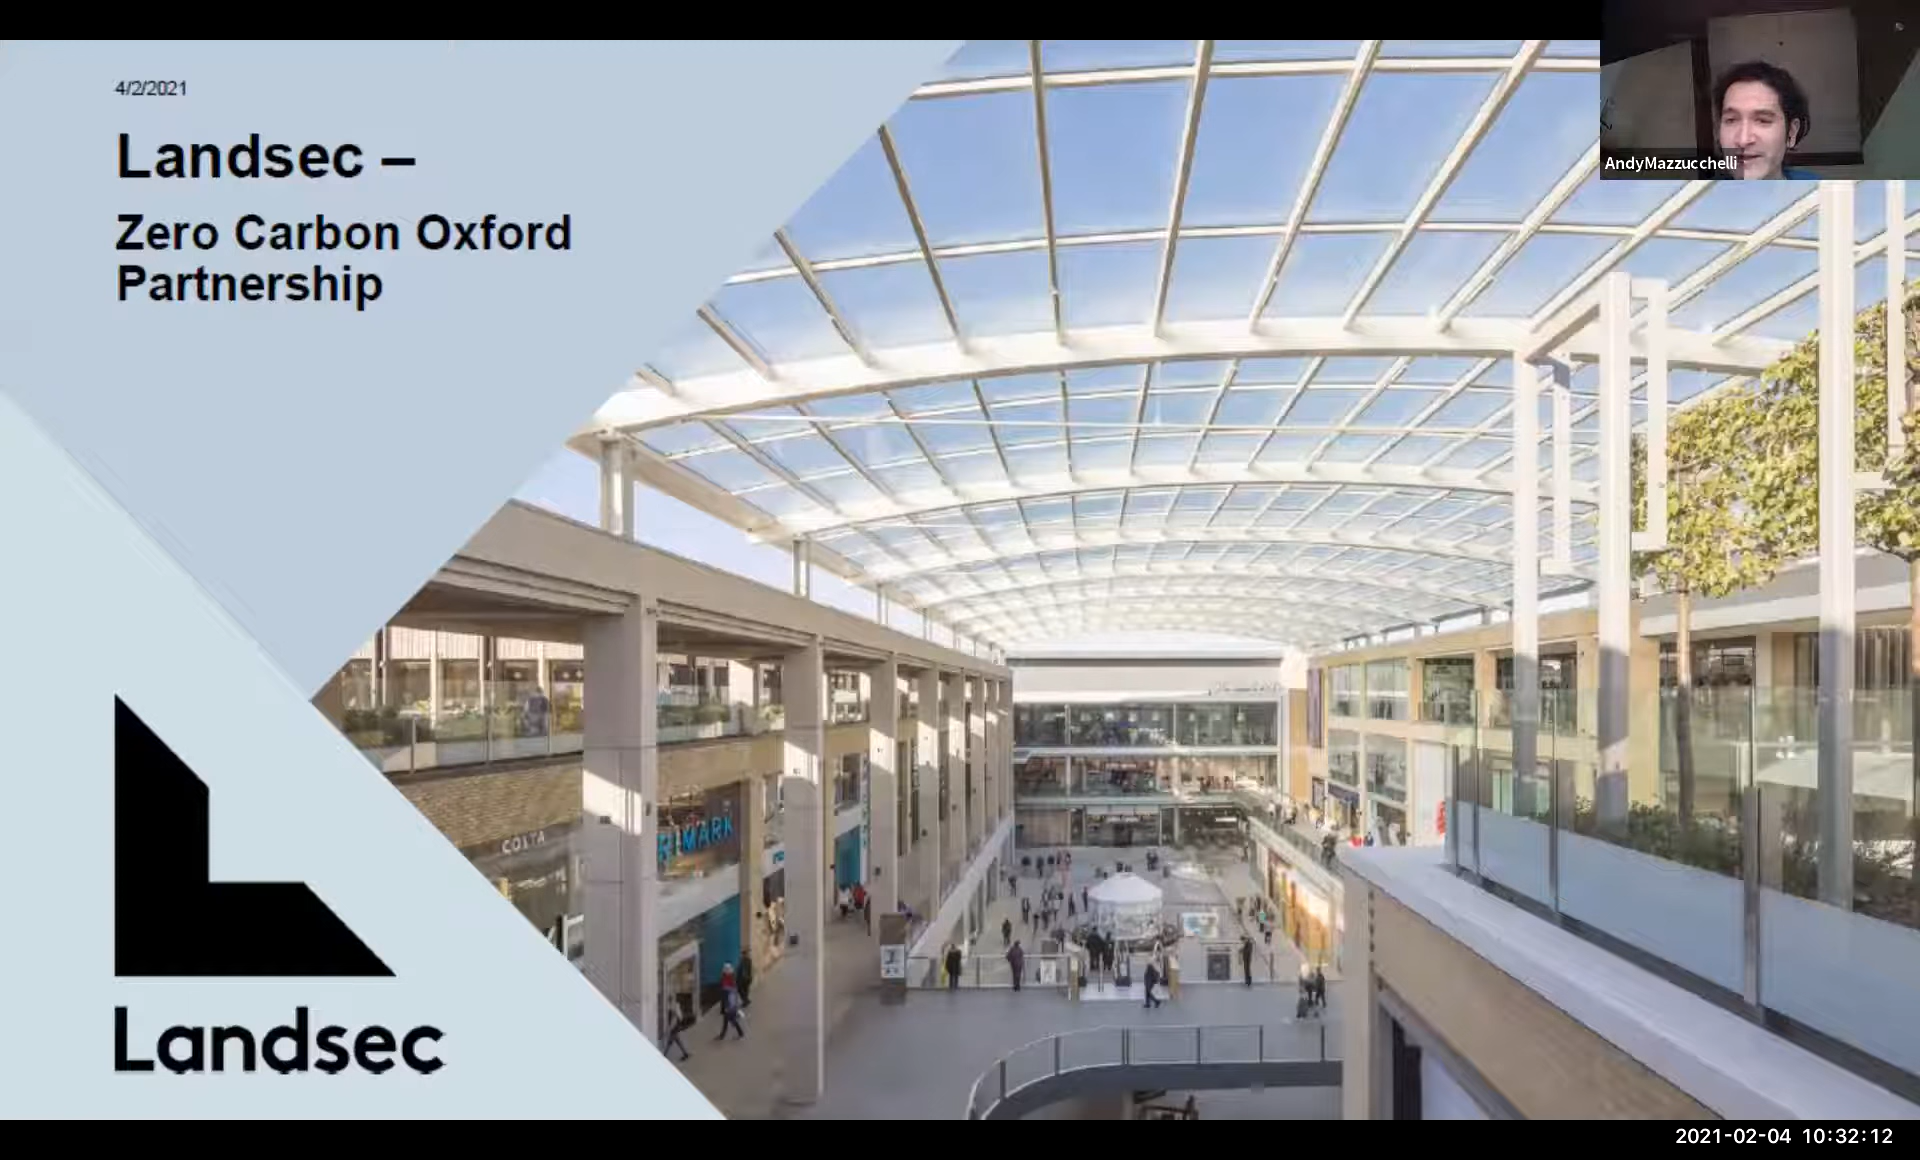 4/2/2021
Landsec –
Zero Carbon Oxford
Partnership
AndyMazzucchelli
COSTA
PRIMARK
Landsec
2021-02-04 10:32:12